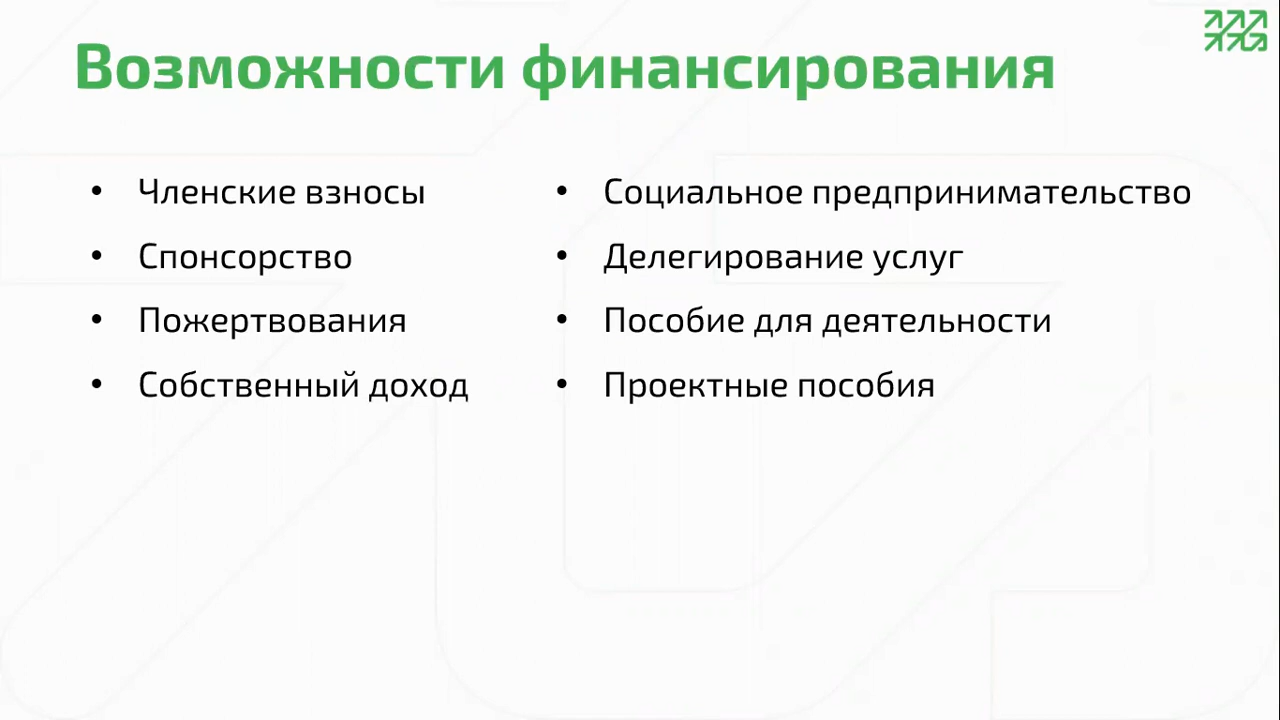 Возможности финансирования
• Членские взносы
• Спонсорство
• Пожертвования
• Собственный доход
• Социальное предпринимательство
• Делегирование услуг
• Пособие для деятельности
• Проектные пособия